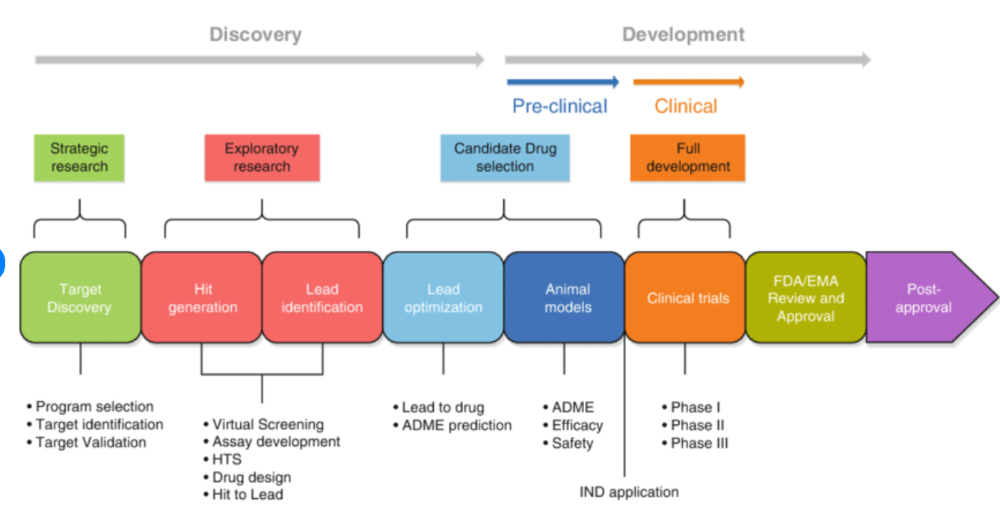 Discovery
Development
Pre-clinical
Clinical
Strategic
research
Exploratory
research
Candidate Drug
selection
Full
development
Target
Discovery
Hit
generation
Lead
identification
Lead
optimization
Animal
models
Clinical trials
FDA/EMA
Review and
Approval
Post-
approval
• Program selection
• Target identification
• Target Validation
• Virtual Screening
• Assay development
• HTS
• Drug design
• Hit to Lead
• Lead to drug
• ADME prediction
• ADME
• Efficacy
• Safety
• Phase I
• Phase II
• Phase III
IND application